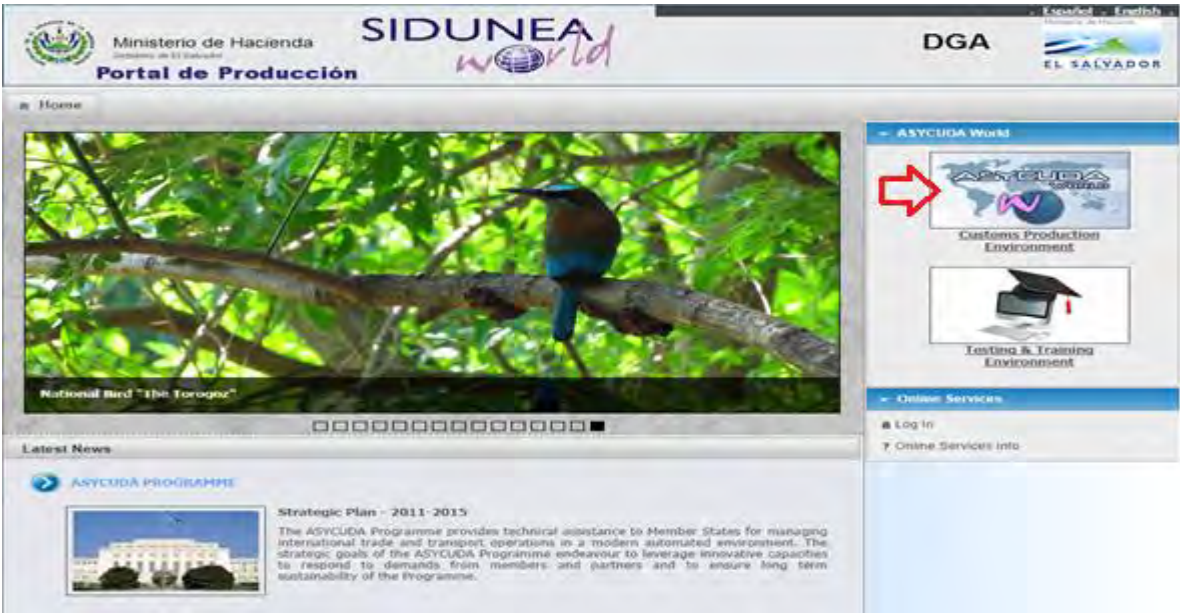 Español - English
Ministerio de Hacienda
Portal de Producción
SIDUNEA
world
DGA
Ministerio de Hacienda
EL SALVADOR
Home
ASYCUDA World
ASYCUDA
WORLD
Customs Production
Environment
Testing & Training
Environment
National Bird "The Torogoz"
Online Services
Log In
? Online Services info
Latest News
ASYCUDA PROGRAMME
Strategic Plan - 2011-2015
The ASYCUDA Programme provides technical assistance to Member States for managing
international trade and transport operations in a modern automated environment. The
strategic goals of the ASYCUDA Programme endeavour to leverage innovative capacities
to respond to demands from members and partners and to ensure long term
sustainability of the Programme.